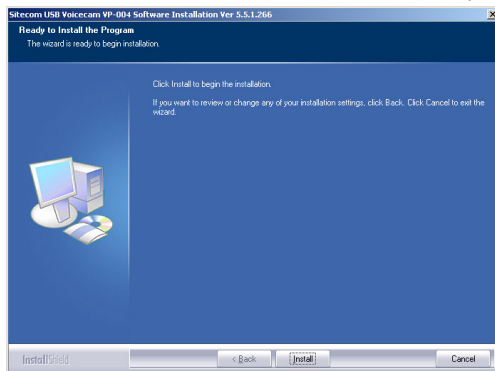 Sitecom USB Voicecam VP-004 Software Installation Ver 5.5.1.266
Ready to Install the Program
The wizard is ready to begin installation.
Click Install to begin the installation.
If you want to review or change any of your installation settings, click Back. Click Cancel to exit the
wizard.
InstallShield
< Back
Install
Cancel